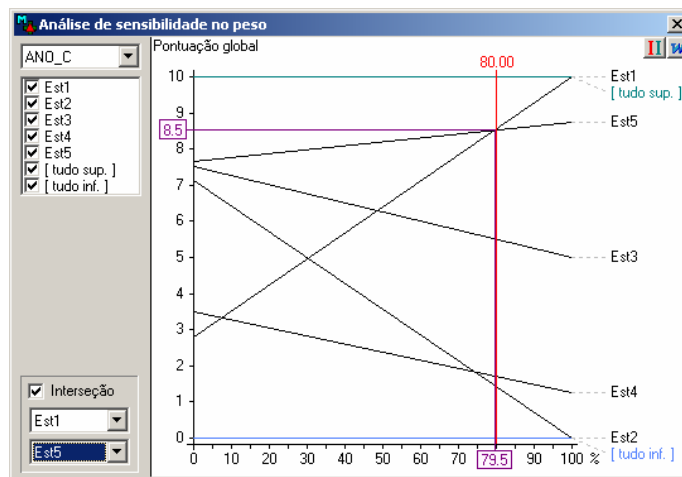 Análise de sensibilidade no peso
ANO_C
Est1
Est2
Est3
Est4
Est5
[ tudo sup. ]
[ tudo inf. ]
Interseção
Est1
Est5
Pontuação global
80.00
10
9
8.5
8
7
6
5
4
3
2
1
0
0 10 20 30 40 50 60 70 79.5 90 100 %
Est1
[ tudo sup. ]
Est5
Est3
Est4
Est2
[ tudo inf. ]